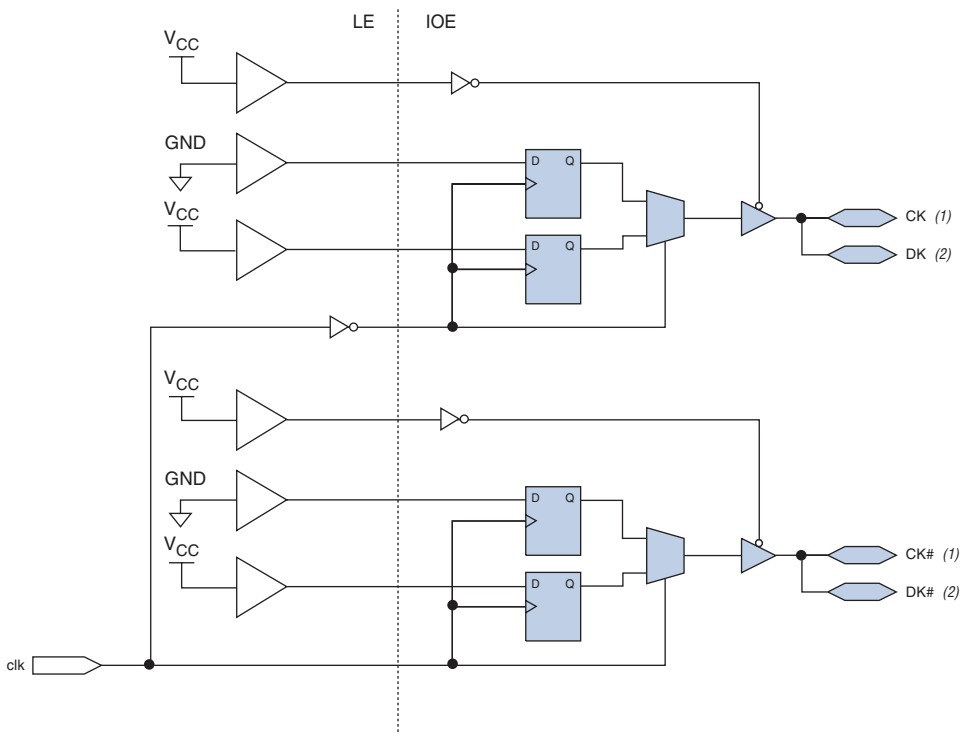 LE IOE
VCC
GND
VCC
D Q
D Q
CK (1)
DK (2)
VCC
GND
VCC
D Q
D Q
CK# (1)
DK# (2)
clk